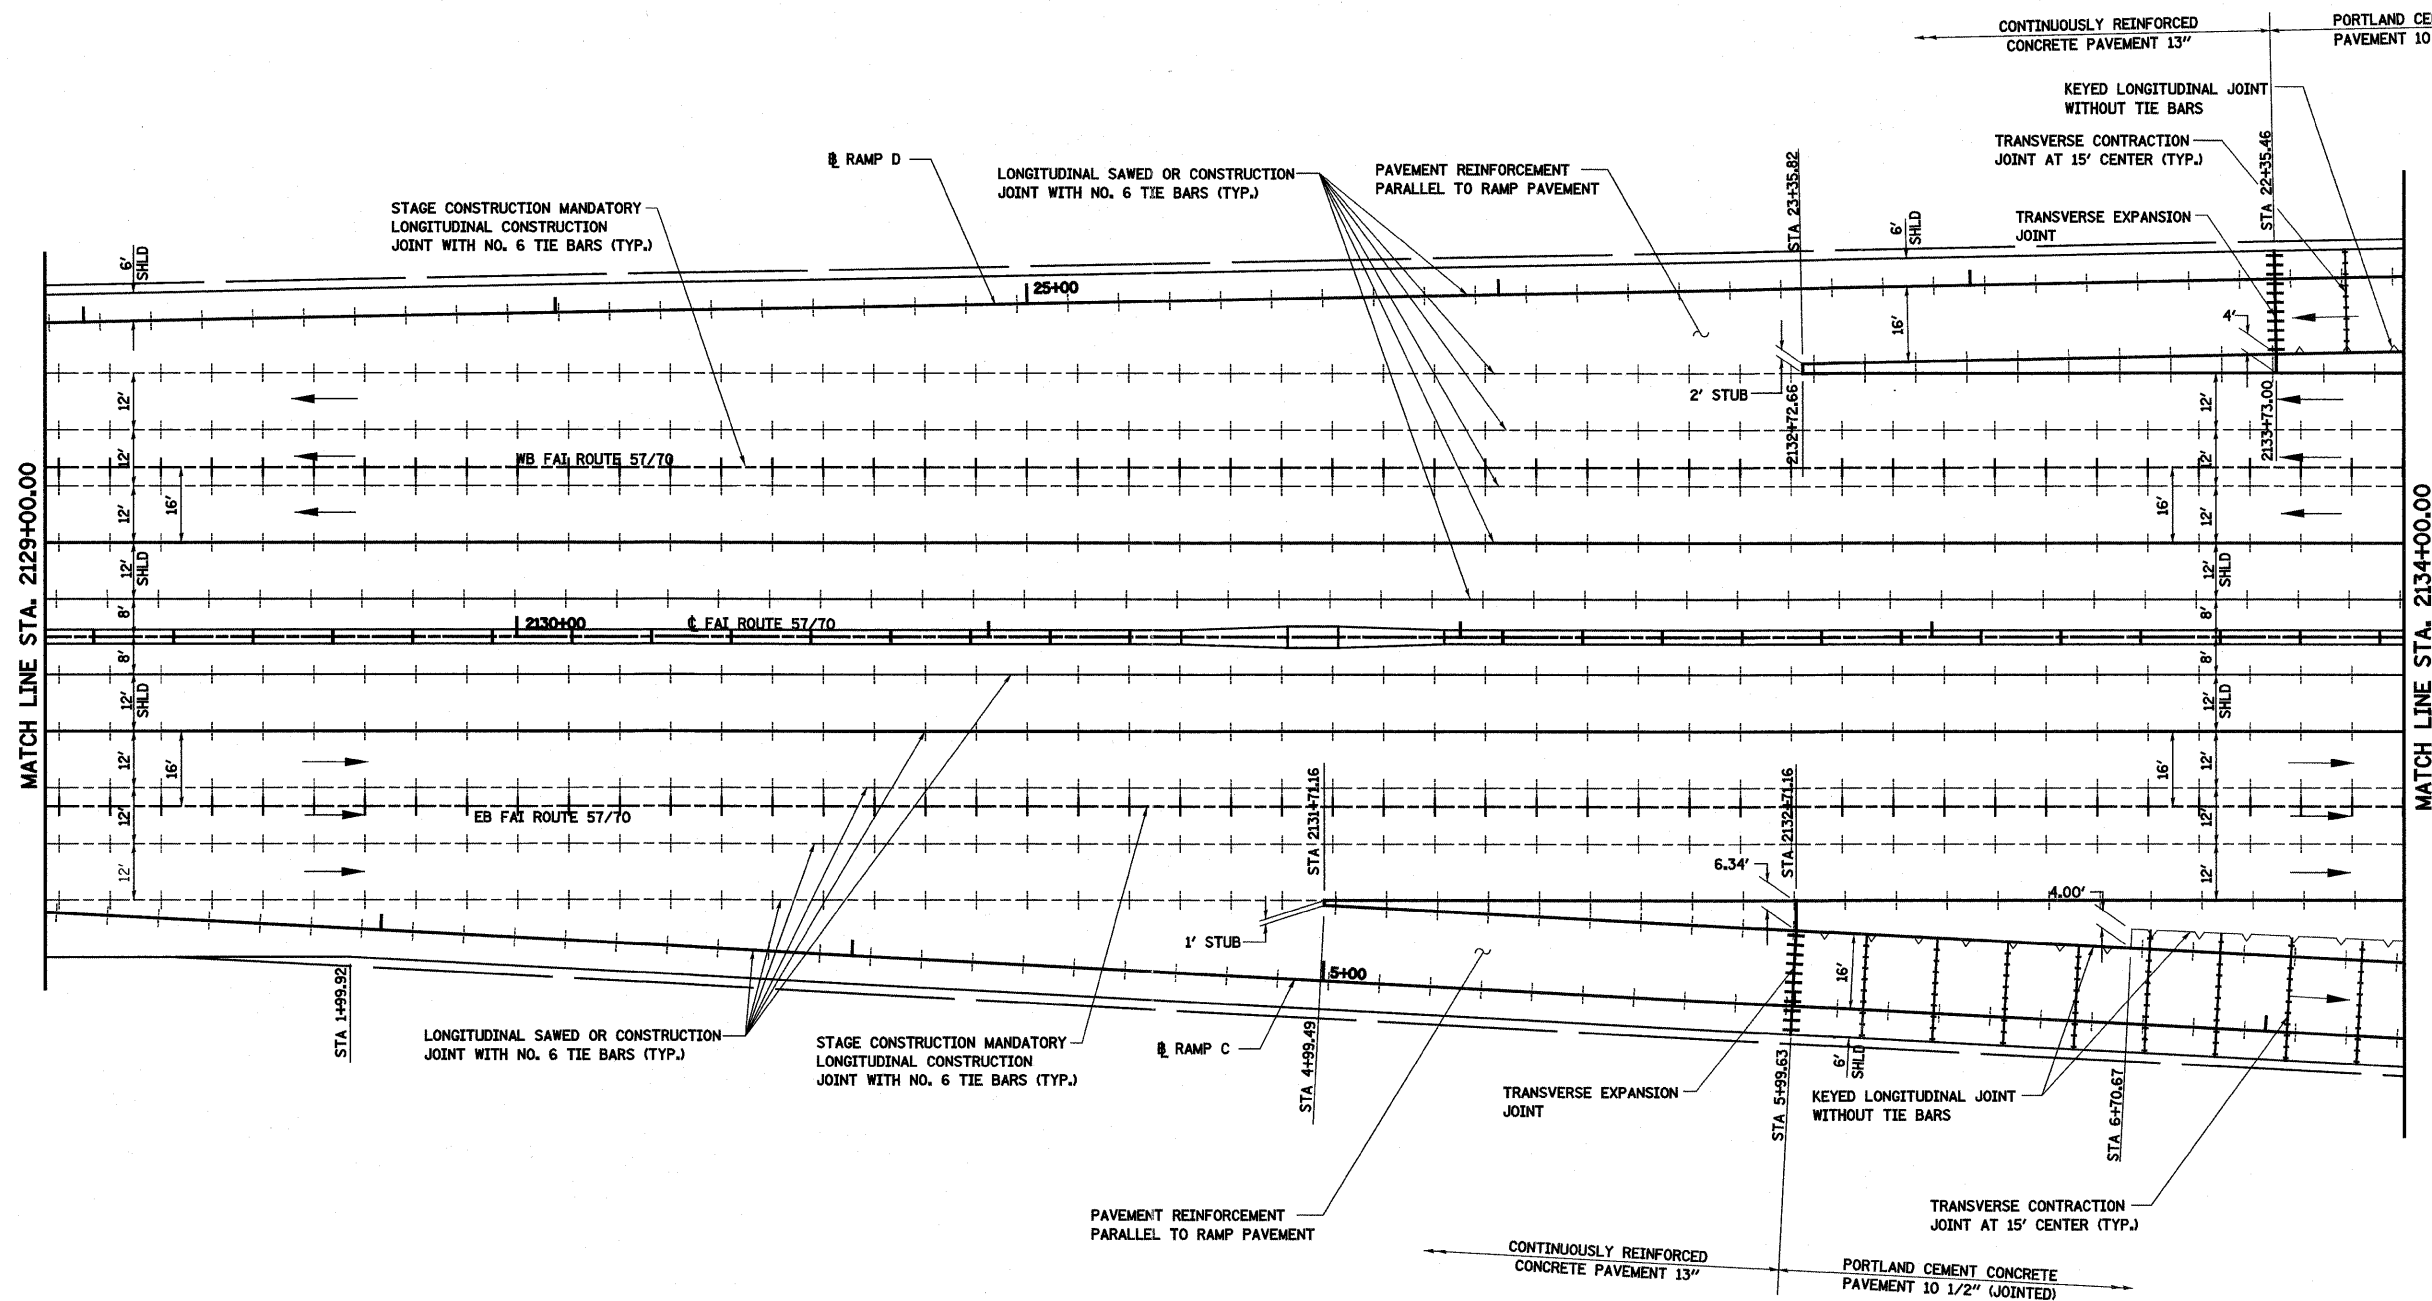 CONTINUOUSLY REINFORCED
CONCRETE PAVEMENT 13"
PORTLAND CE
PAVEMENT 10
KEYED LONGITUDINAL JOINT
WITHOUT TIE BARS
TRANSVERSE CONTRACTION
JOINT AT 15' CENTER (TYP.)
STA 22+35.46
TRANSVERSE EXPANSION
JOINT
STA 23+35.82
℄ RAMP D
LONGITUDINAL SAWED OR CONSTRUCTION
JOINT WITH NO. 6 TIE BARS (TYP.)
PAVEMENT REINFORCEMENT
PARALLEL TO RAMP PAVEMENT
STAGE CONSTRUCTION MANDATORY
LONGITUDINAL CONSTRUCTION
JOINT WITH NO. 6 TIE BARS (TYP.)
6'
SHLD
6'
SHLD
25+00
16'
4'
2' STUB
2132+72.66
2133+73.00
12'
12'
12'
16'
12'
SHLD
8'
8'
12'
SHLD
12'
12'
12'
16'
WB FAI ROUTE 57/70
MATCH LINE STA. 2129+00.00
2130+00
℄ FAI ROUTE 57/70
EB FAI ROUTE 57/70
12'
12'
12'
16'
12'
SHLD
8'
8'
12'
SHLD
12'
12'
12'
16'
MATCH LINE STA. 2134+00.00
STA 2131+71.16
STA 2132+71.16
6.34'
4.00'
1' STUB
5+00
16'
6'
SHLD
STA 1+99.92
LONGITUDINAL SAWED OR CONSTRUCTION
JOINT WITH NO. 6 TIE BARS (TYP.)
STAGE CONSTRUCTION MANDATORY
LONGITUDINAL CONSTRUCTION
JOINT WITH NO. 6 TIE BARS (TYP.)
℄ RAMP C
STA 4+99.49
TRANSVERSE EXPANSION
JOINT
STA 5+99.63
KEYED LONGITUDINAL JOINT
WITHOUT TIE BARS
STA 6+70.67
PAVEMENT REINFORCEMENT
PARALLEL TO RAMP PAVEMENT
TRANSVERSE CONTRACTION
JOINT AT 15' CENTER (TYP.)
CONTINUOUSLY REINFORCED
CONCRETE PAVEMENT 13"
PORTLAND CEMENT CONCRETE
PAVEMENT 10 1/2" (JOINTED)